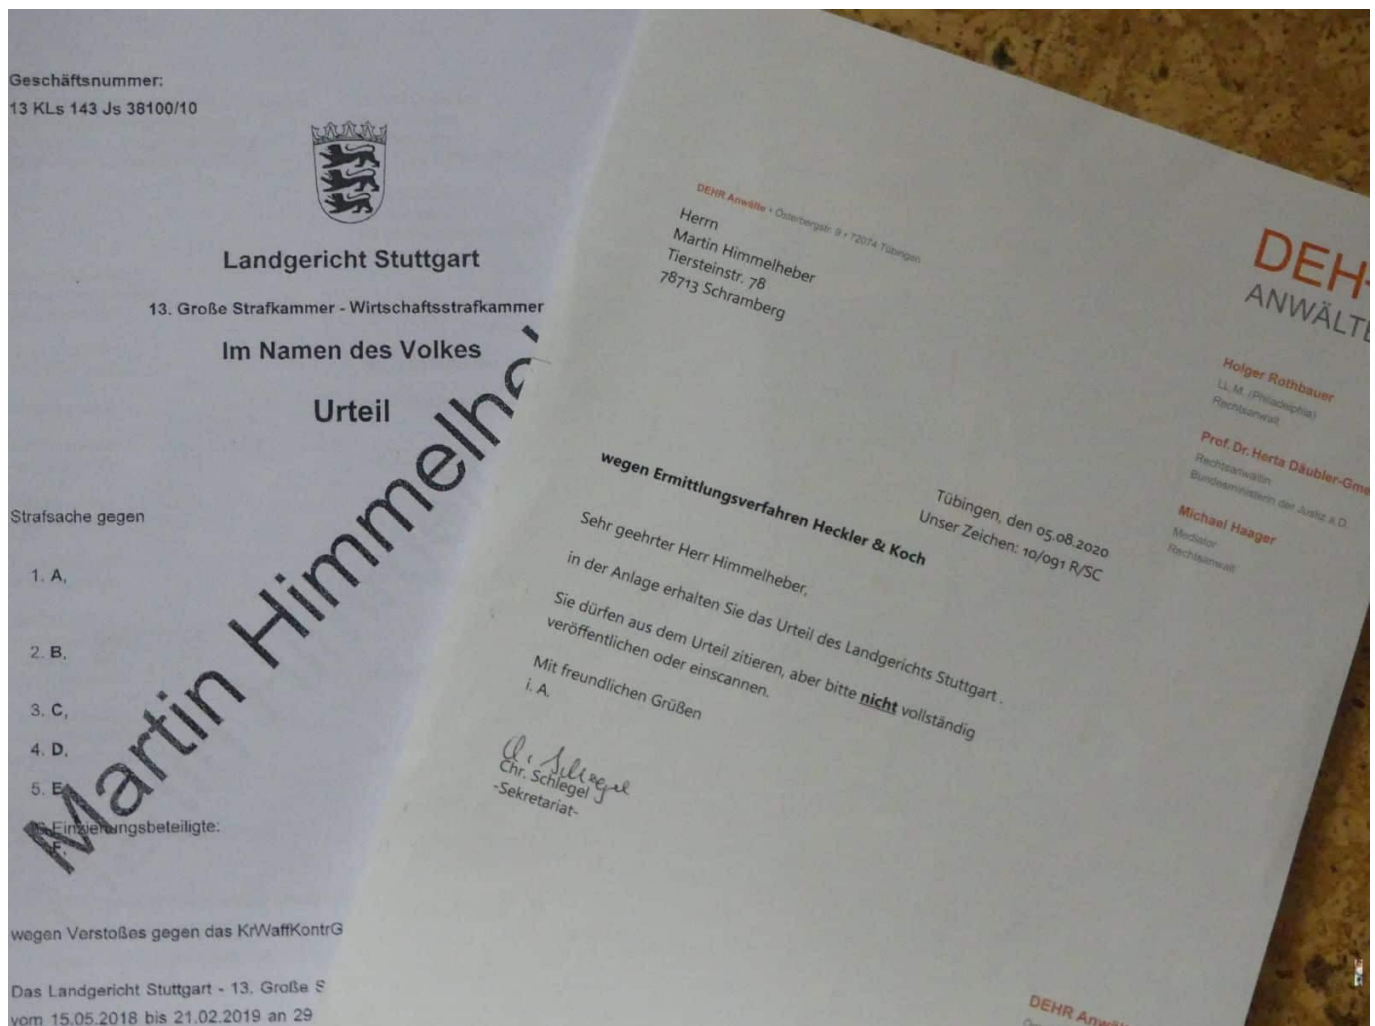 Geschäftsnummer:
13 KLs 143 Js 38100/10
Landgericht Stuttgart
13. Große Strafkammer - Wirtschaftsstrafkammer
Im Namen des Volkes
Urteil
Strafsache gegen
1. A,
2. B,
3. C,
4. D,
5. E,
Einziehungsbeteiligte:
F.
wegen Verstoßes gegen das KrWaffKontrG
Das Landgericht Stuttgart - 13. Große S
vom 15.05.2018 bis 21.02.2019 an 29
Martin Himmelhe
DEHR Anwälte • Österbergstr. 9 • 72074 Tübingen
Herrn
Martin Himmelheber
Tiersteinstr. 78
78713 Schramberg
DEH
ANWÄLTE
Holger Rothbauer
LL.M. (Philadelphia)
Rechtsanwalt
Prof. Dr. Herta Däubler-Gme
Rechtsanwältin
Bundesministerin der Justiz a.D.
Michael Haager
Mediator
Rechtsanwalt
Tübingen, den 05.08.2020
Unser Zeichen: 10/091 R/SC
wegen Ermittlungsverfahren Heckler & Koch
Sehr geehrter Herr Himmelheber,
in der Anlage erhalten Sie das Urteil des Landgerichts Stuttgart .
Sie dürfen aus dem Urteil zitieren, aber bitte nicht vollständig
veröffentlichen oder einscannen.
Mit freundlichen Grüßen
i. A.
Chr. Schlegel
-Sekretariat-
DEHR Anwä